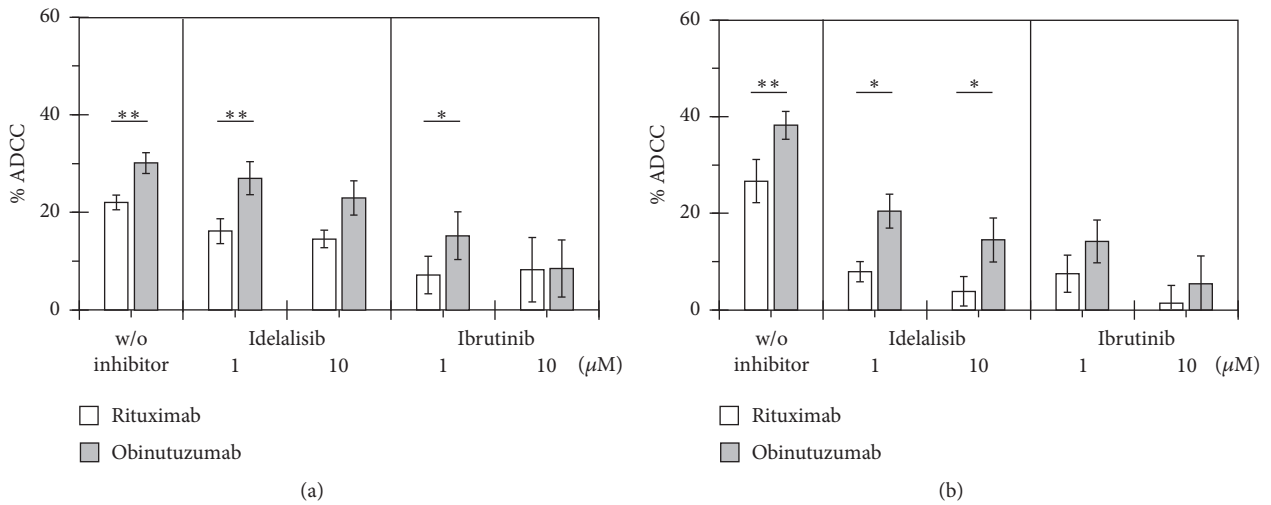 60
40
20
0
% ADCC
**
**
*
w/o
inhibitor
Idelalisib
1
10
Ibrutinib
1
10
(μM)
Rituximab
Obinutuzumab
(a)
60
40
20
0
% ADCC
**
*
*
w/o
inhibitor
Idelalisib
1
10
Ibrutinib
1
10
(μM)
Rituximab
Obinutuzumab
(b)